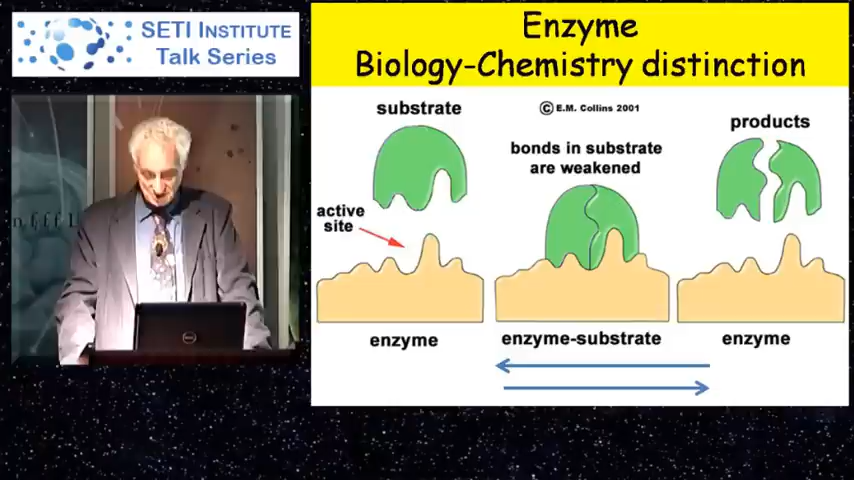 SETI INSTITUTE
Talk Series
Enzyme
Biology-Chemistry distinction
substrate
© E.M. Collins 2001
products
bonds in substrate
are weakened
active
site
enzyme
enzyme-substrate
enzyme